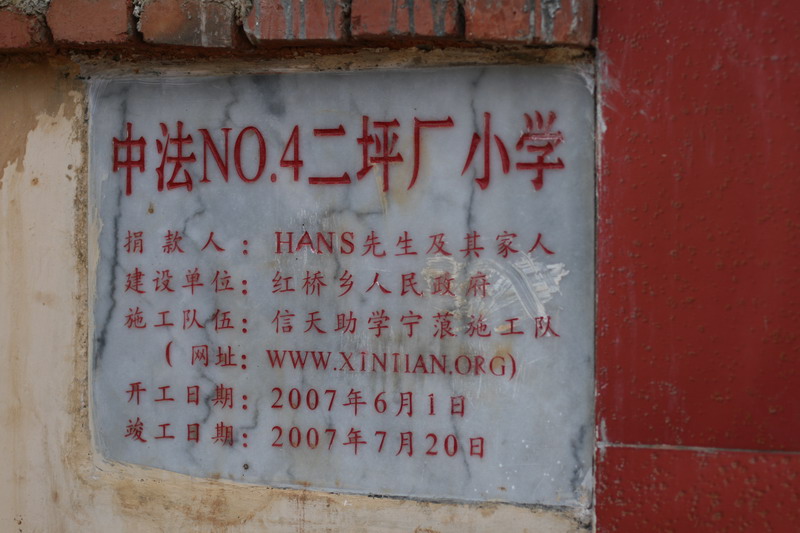 中法NO.4二坪厂小学
捐款人：HANS先生及其家人
建设单位：红桥乡人民政府
施工队伍：信天助学宁蒗施工队
（网址：WWW.XINTIAN.ORG）
开工日期：2007年6月1日
竣工日期：2007年7月20日